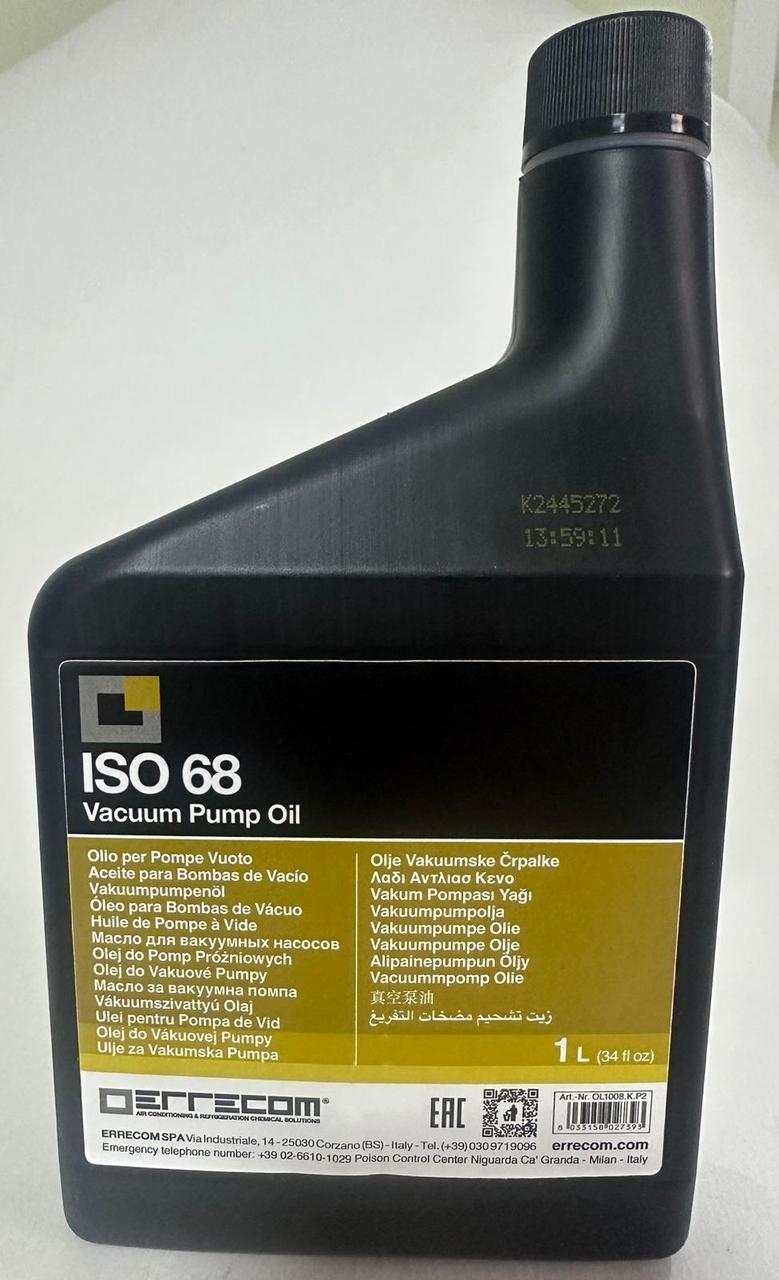 K2445272
13:59:11
ISO 68
Vacuum Pump Oil
Olio per Pompe Vuoto
Aceite para Bombas de Vacío
Vakuumpumpenöl
Óleo para Bombas de Vácuo
Huile de Pompe à Vide
Масло для вакуумных насосов
Olej do Pomp Próżniowych
Olej do Vakuové Pumpy
Масло за вакуумна помпа
Vákuumszivattyú Olaj
Ulei pentru Pompa de Vid
Olej do Vákuovej Pumpy
Ulje za Vakumska Pumpa
Olje Vakuumske Črpalke
Λαδι Αντλιασ Κενο
Vakum Pompası Yağı
Vakuumpumpolja
Vakuumpumpe Olie
Vakuumpumpe Olje
Alipainepumpun Öljy
Vacuummpomp Olie
真空泵油
زيت تشحيم مضخات التفريغ
1 L (34 fl oz)
ERRECOM®
AIR CONDITIONING & REFRIGERATION CHEMICAL SOLUTIONS
EAC
Art.-Nr. OL1008.K.P2
8 033158 027393
ERRECOM SPA Via Industriale, 14 - 25030 Corzano (BS) - Italy - Tel. (+39) 030 9719096 errecom.com
Emergency telephone number: +39 02-6610-1029 Poison Control Center Niguarda Ca' Granda - Milan - Italy